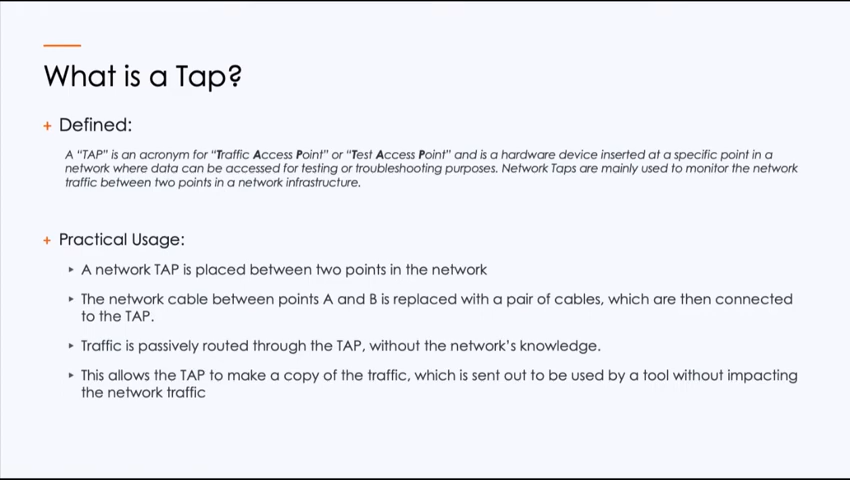 What is a Tap?
+ Defined:
A “TAP” is an acronym for “Traffic Access Point” or “Test Access Point” and is a hardware device inserted at a specific point in a
network where data can be accessed for testing or troubleshooting purposes. Network Taps are mainly used to monitor the network
traffic between two points in a network infrastructure.
+ Practical Usage:
▸ A network TAP is placed between two points in the network
▸ The network cable between points A and B is replaced with a pair of cables, which are then connected
to the TAP.
▸ Traffic is passively routed through the TAP, without the network’s knowledge.
▸ This allows the TAP to make a copy of the traffic, which is sent out to be used by a tool without impacting
the network traffic